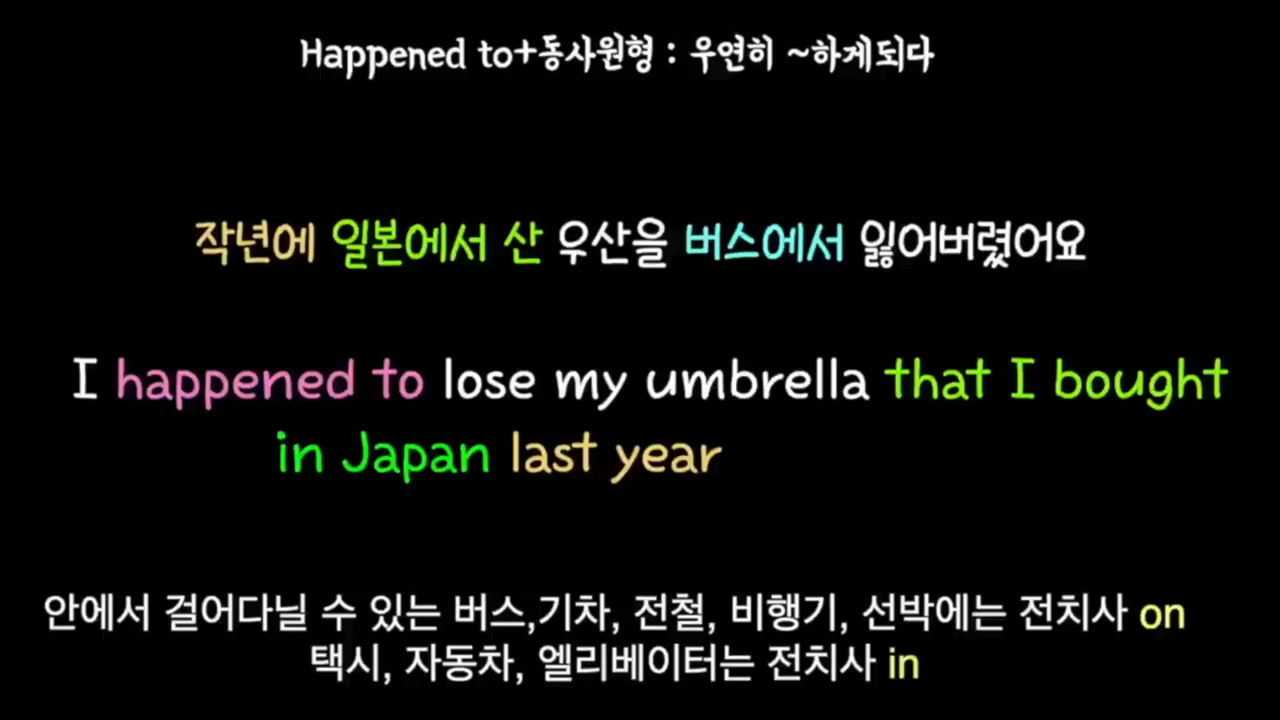 Happened to+동사원형 : 우연히 ~하게되다
작년에 일본에서 산 우산을 버스에서 잃어버렸어요
I happened to lose my umbrella that I bought
in Japan last year
안에서 걸어다닐 수 있는 버스,기차, 전철, 비행기, 선박에는 전치사 on
택시, 자동차, 엘리베이터는 전치사 in